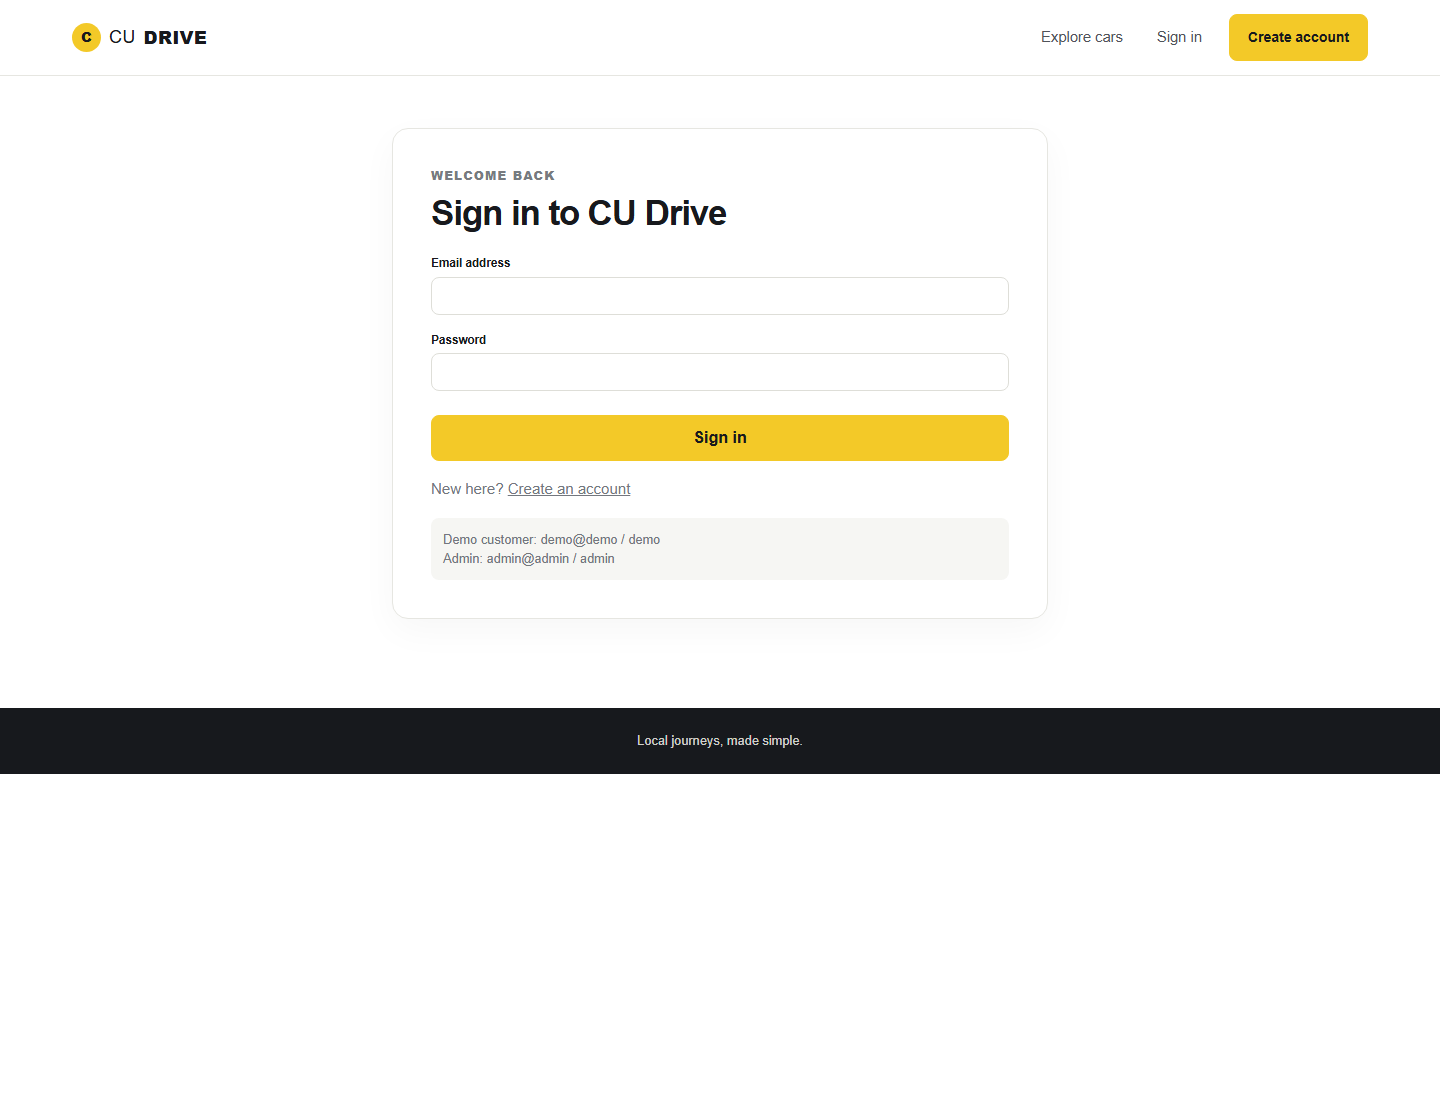 C CU DRIVE
Explore cars
Sign in
Create account
WELCOME BACK
Sign in to CU Drive
Email address
Password
Sign in
New here? Create an account
Demo customer: demo@demo / demo
Admin: admin@admin / admin
Local journeys, made simple.